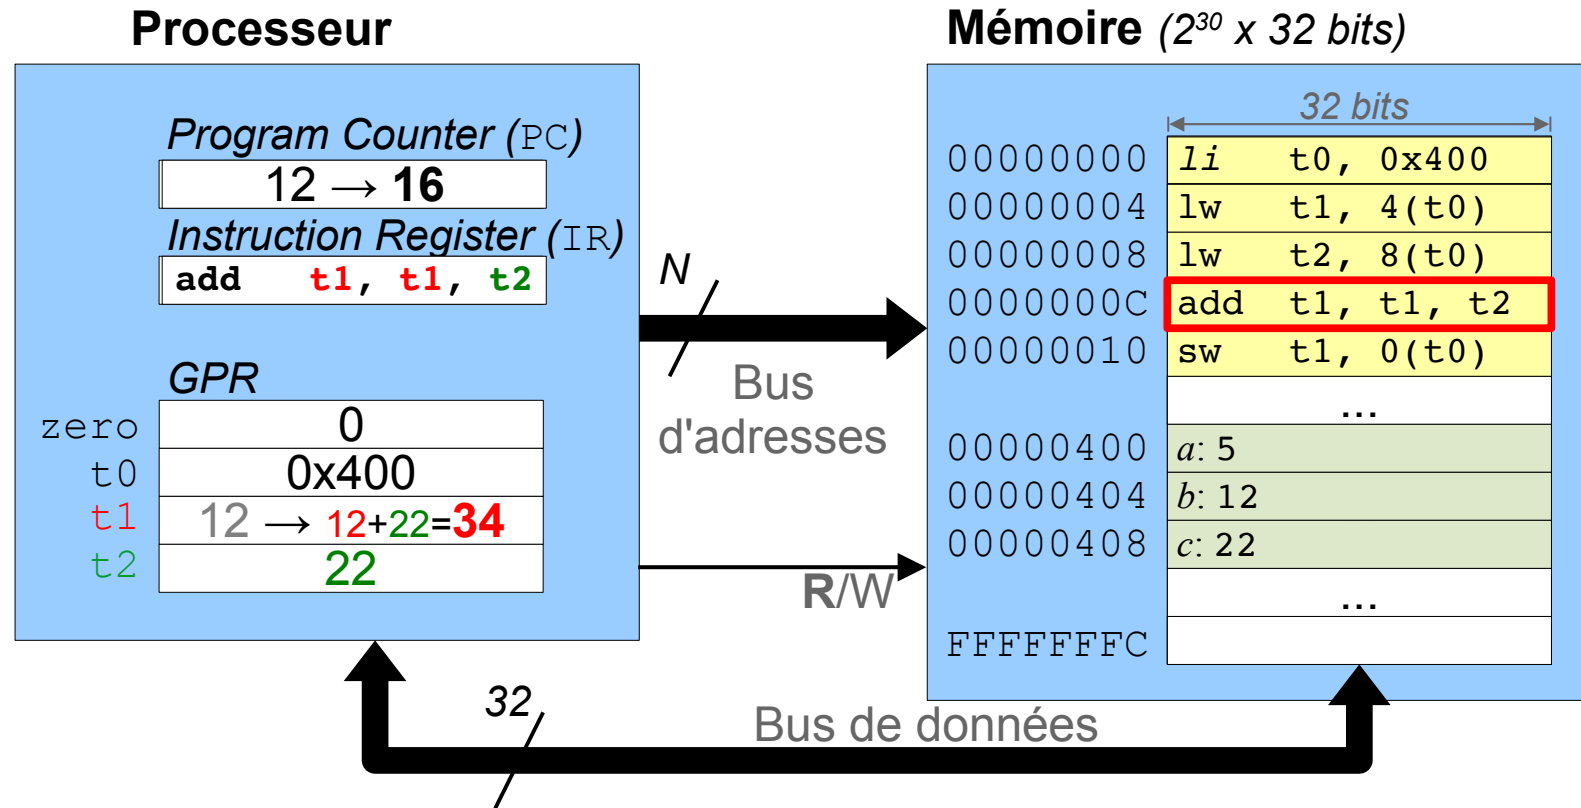 Processeur
Program Counter (PC)
12 → 16
Instruction Register (IR)
add t1, t1, t2
GPR
zero 0
t0 0x400
t1 12 → 12+22=34
t2 22
N
Bus
d'adresses
R/W
32
Bus de données
Mémoire (2³⁰ x 32 bits)
32 bits
00000000 li t0, 0x400
00000004 lw t1, 4(t0)
00000008 lw t2, 8(t0)
0000000C add t1, t1, t2
00000010 sw t1, 0(t0)
...
00000400 a: 5
00000404 b: 12
00000408 c: 22
...
FFFFFFFC